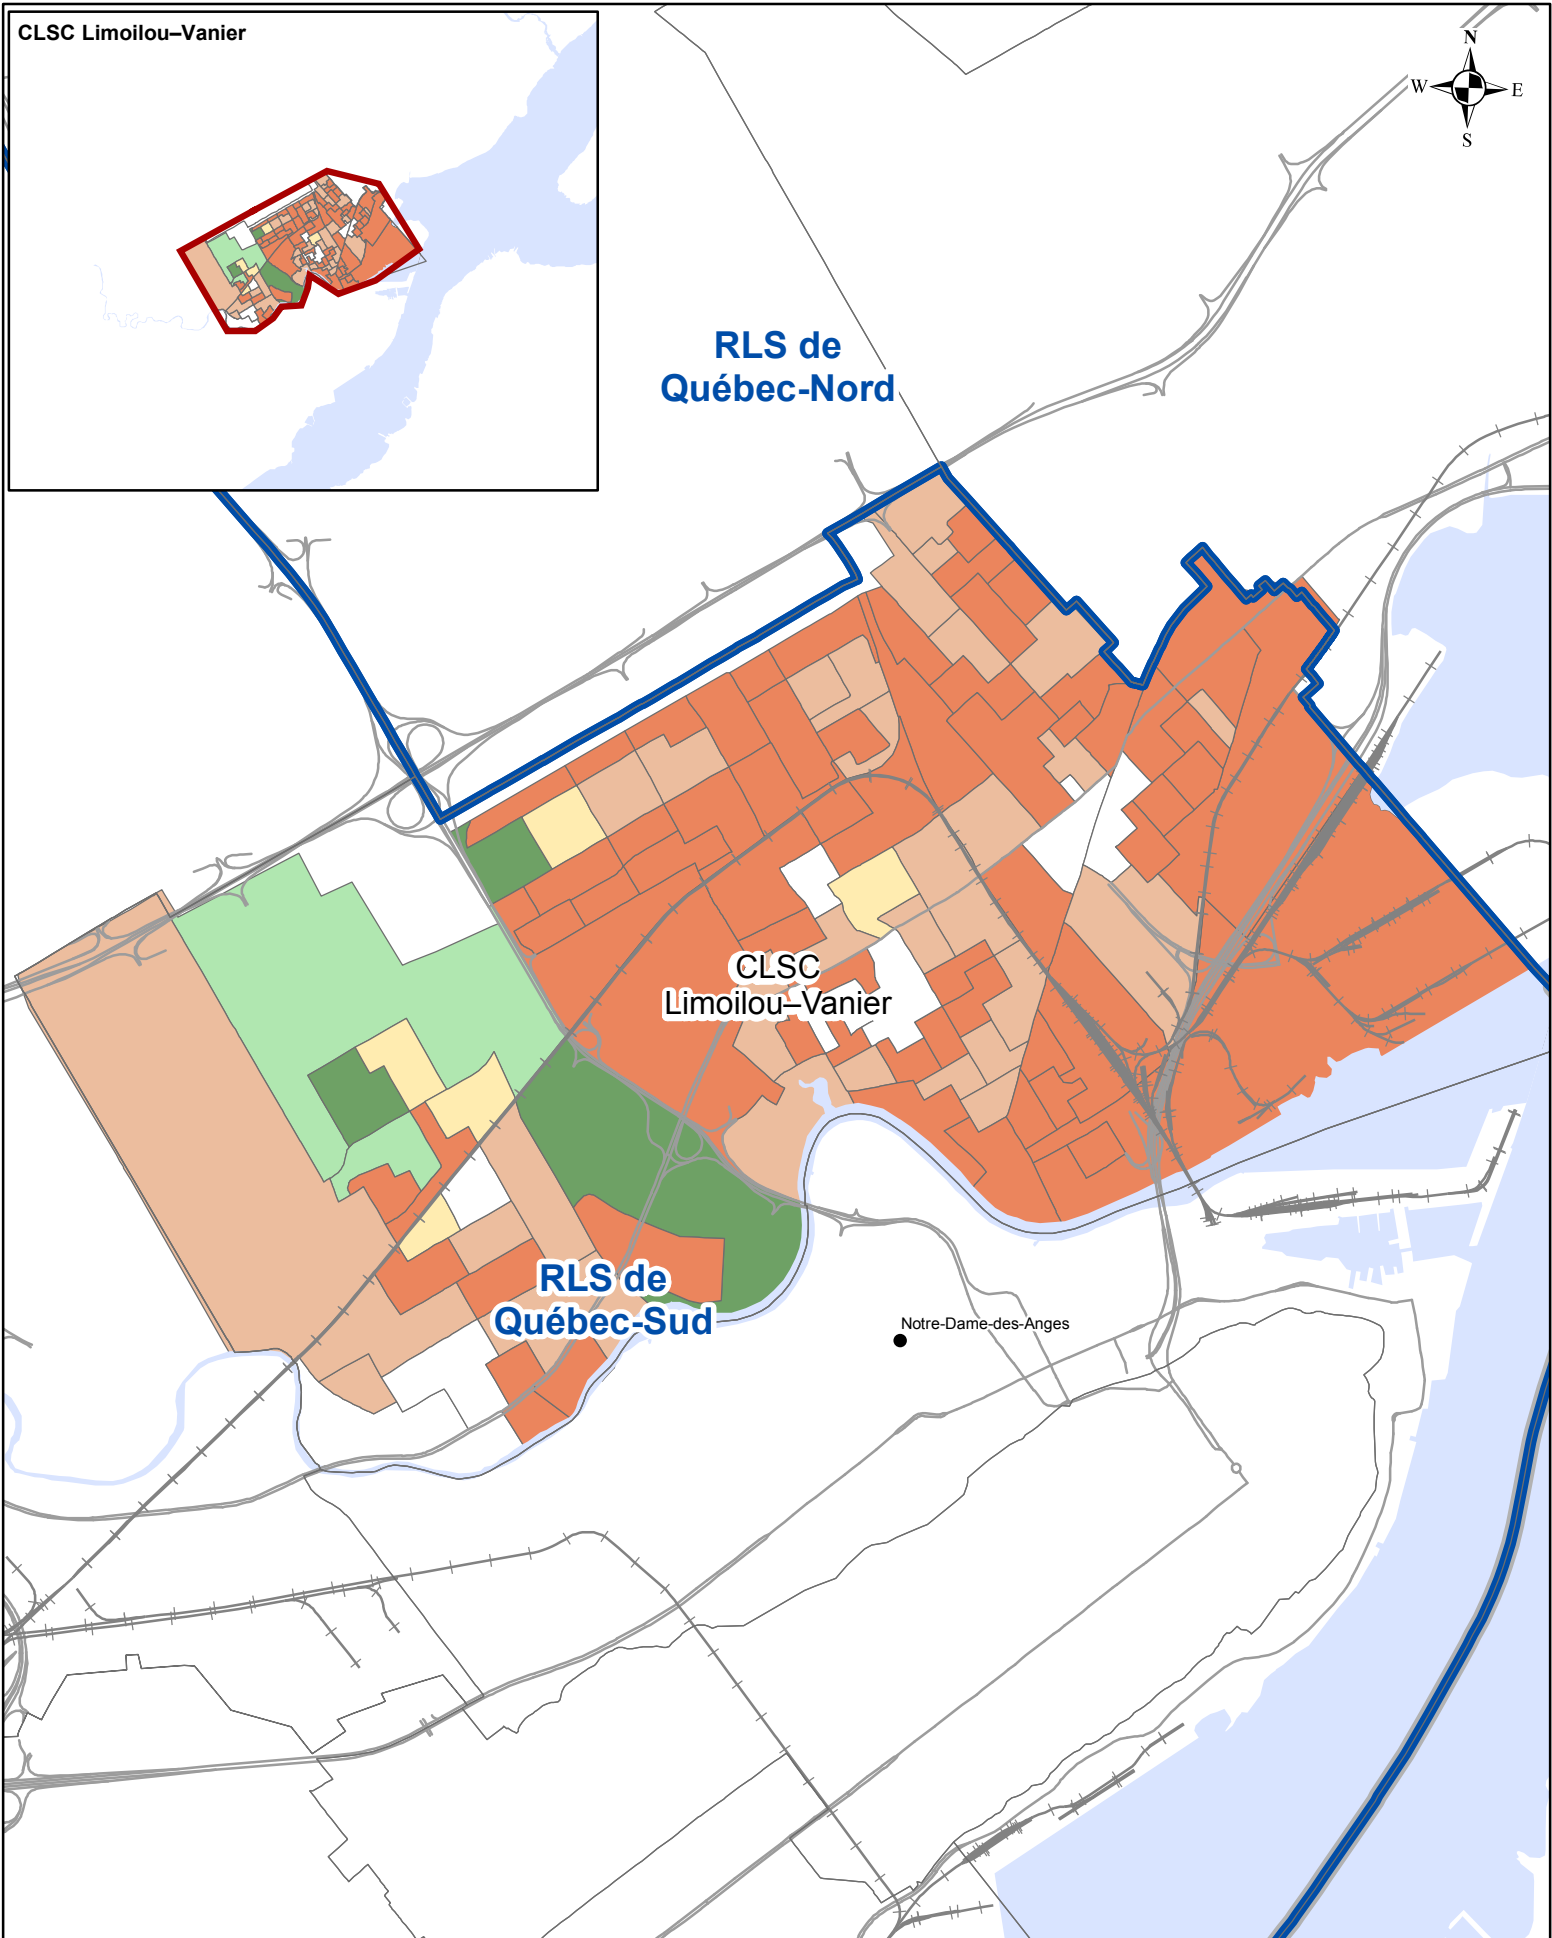 CLSC Limoilou–Vanier
N
W
E
S
RLS de
Québec-Nord
CLSC
Limoilou–Vanier
RLS de
Québec-Sud
Notre-Dame-des-Anges